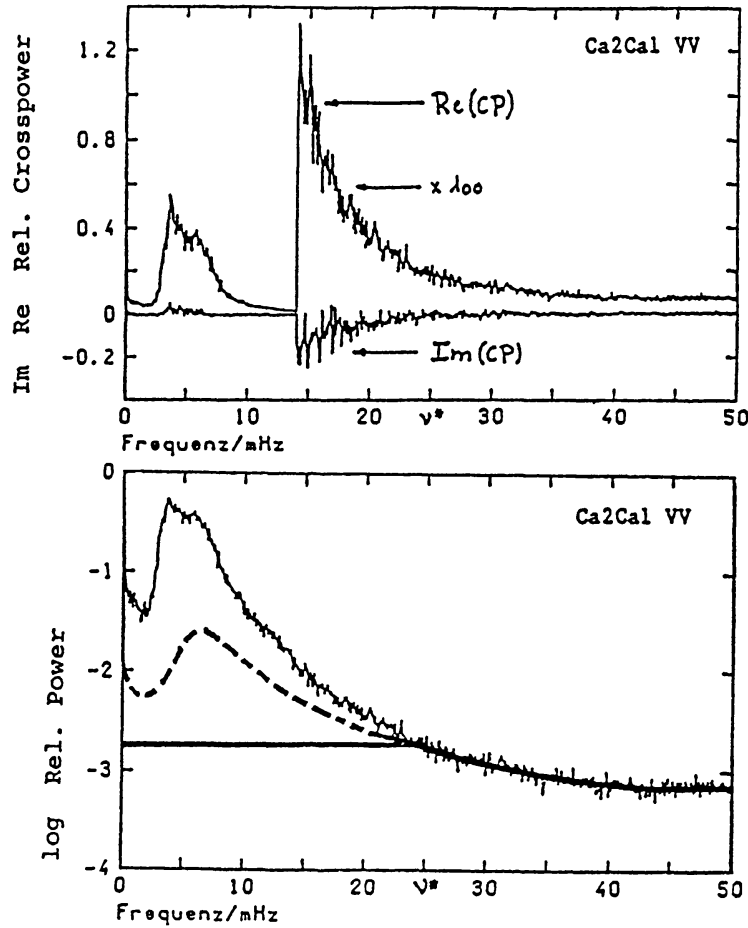 Ca2Ca1 VV
Re(CP)
x 100
Im(CP)
Im Re Rel. Crosspower
1.2
0.8
0.4
0
-0.2
0 10 20 ν* 30 40 50
Frequenz/mHz
Ca2Ca1 VV
log Rel. Power
0
-1
-2
-3
-4
0 10 20 ν* 30 40 50
Frequenz/mHz